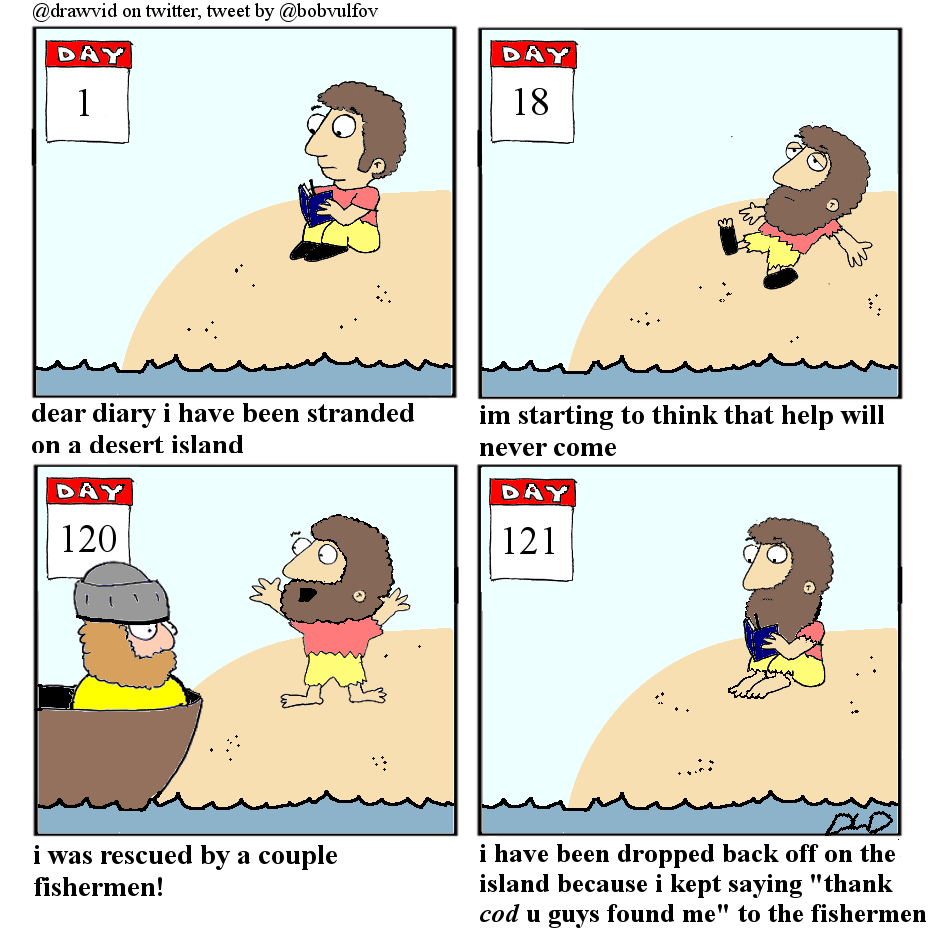 @drawvid on twitter, tweet by @bobvulfov
DAY
1
DAY
18
dear diary i have been stranded
on a desert island
im starting to think that help will
never come
DAY
120
DAY
121
DLD
i was rescued by a couple
fishermen!
i have been dropped back off on the
island because i kept saying "thank
cod u guys found me" to the fishermen